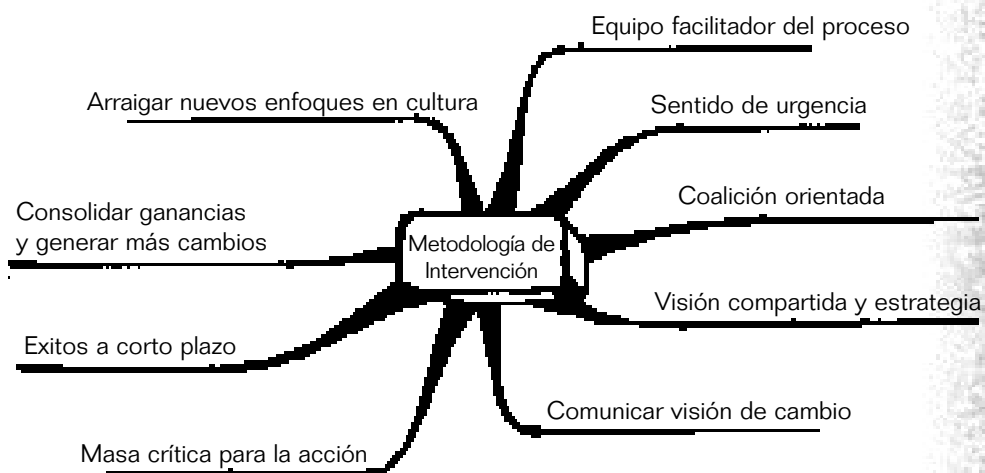 Equipo facilitador del proceso
Arraigar nuevos enfoques en cultura
Sentido de urgencia
Coalición orientada
Consolidar ganancias
y generar más cambios
Metodología de
Intervención
Visión compartida y estrategia
Exitos a corto plazo
Comunicar visión de cambio
Masa crítica para la acción